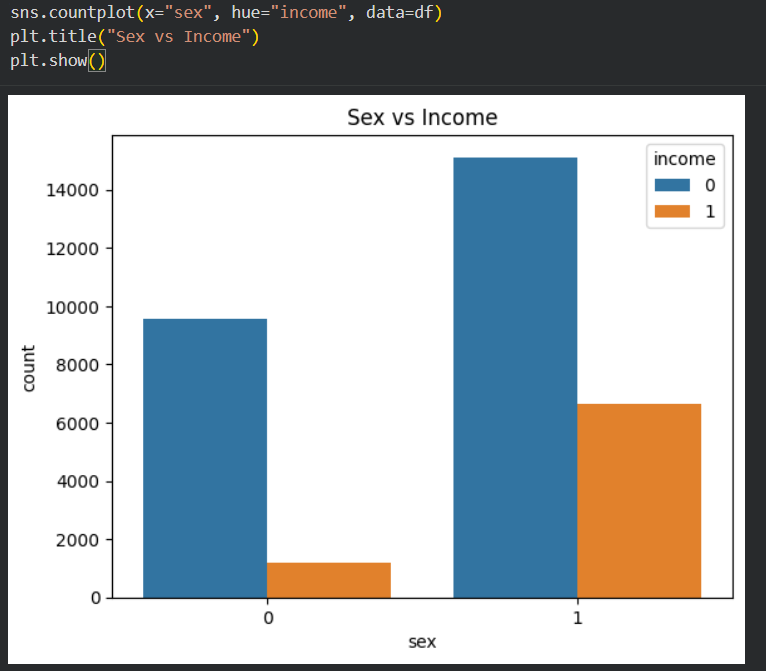 sns.countplot(x="sex", hue="income", data=df)
plt.title("Sex vs Income")
plt.show()
Sex vs Income
income
0
1
14000
12000
10000
8000
6000
4000
2000
0
count
0 1
sex